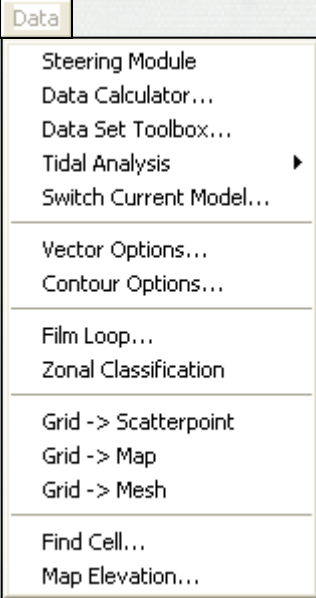 Data
Steering Module
Data Calculator...
Data Set Toolbox...
Tidal Analysis
Switch Current Model...
Vector Options...
Contour Options...
Film Loop...
Zonal Classification
Grid -> Scatterpoint
Grid -> Map
Grid -> Mesh
Find Cell...
Map Elevation...